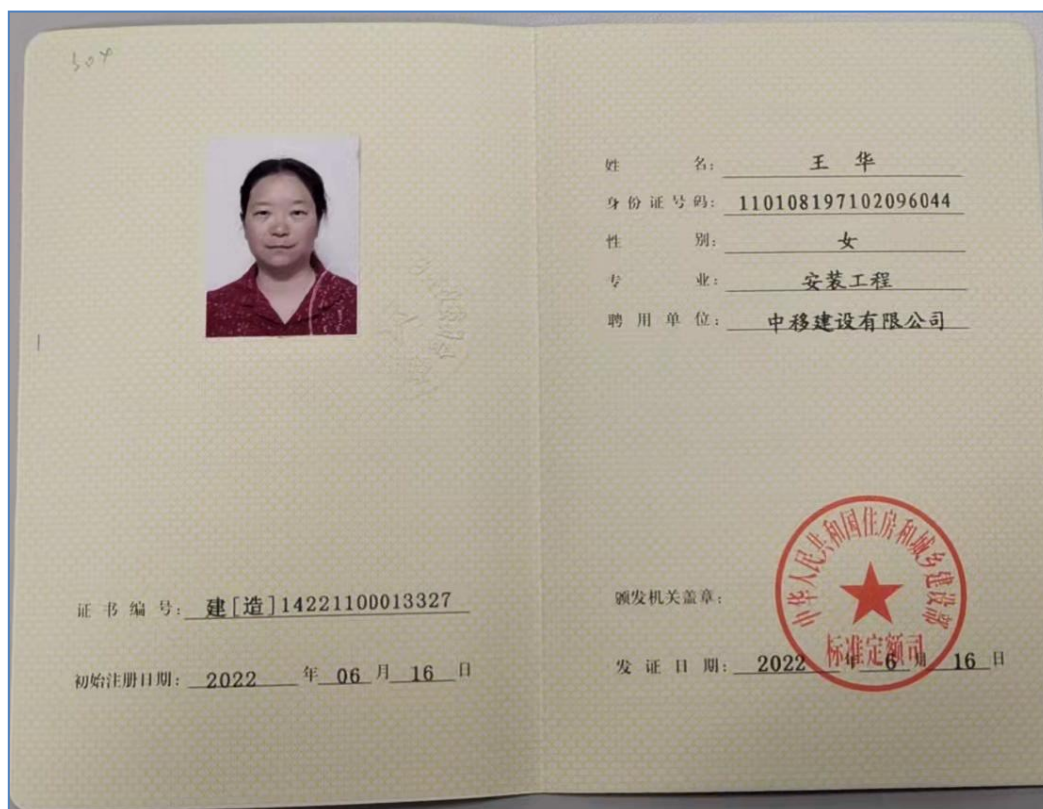 304
证书编号: 建[造]14221100013327
初始注册日期: 2022 年 06 月 16 日
姓名: 王华
身份证号码: 110108197102096044
性别: 女
专业: 安装工程
聘用单位: 中移建设有限公司
颁发机关盖章:
中华人民共和国住房和城乡建设部
标准定额司
发证日期: 2022 年 6 月 16 日